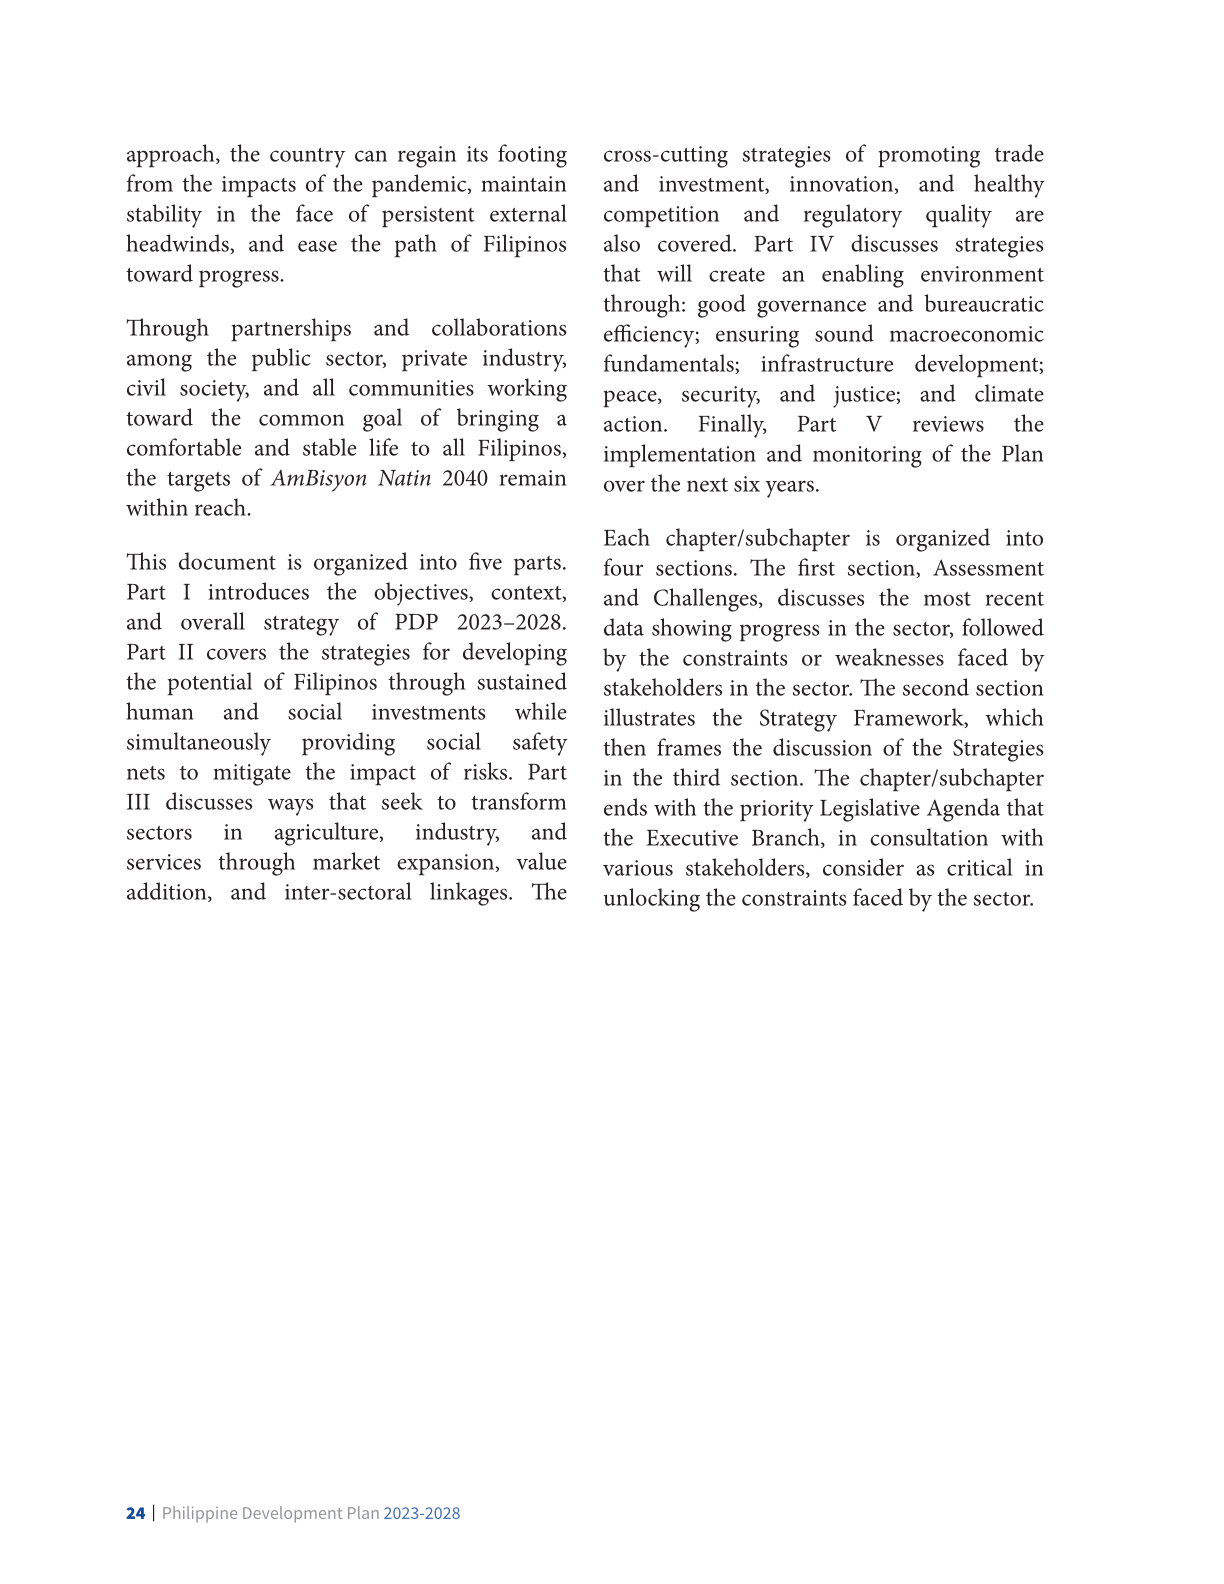 approach, the country can regain its footing
from the impacts of the pandemic, maintain
stability in the face of persistent external
headwinds, and ease the path of Filipinos
toward progress.
Through partnerships and collaborations
among the public sector, private industry,
civil society, and all communities working
toward the common goal of bringing a
comfortable and stable life to all Filipinos,
the targets of AmBisyon Natin 2040 remain
within reach.
This document is organized into five parts.
Part I introduces the objectives, context,
and overall strategy of PDP 2023–2028.
Part II covers the strategies for developing
the potential of Filipinos through sustained
human and social investments while
simultaneously providing social safety
nets to mitigate the impact of risks. Part
III discusses ways that seek to transform
sectors in agriculture, industry, and
services through market expansion, value
addition, and inter-sectoral linkages. The
cross-cutting strategies of promoting trade
and investment, innovation, and healthy
competition and regulatory quality are
also covered. Part IV discusses strategies
that will create an enabling environment
through: good governance and bureaucratic
efficiency; ensuring sound macroeconomic
fundamentals; infrastructure development;
peace, security, and justice; and climate
action. Finally, Part V reviews the
implementation and monitoring of the Plan
over the next six years.
Each chapter/subchapter is organized into
four sections. The first section, Assessment
and Challenges, discusses the most recent
data showing progress in the sector, followed
by the constraints or weaknesses faced by
stakeholders in the sector. The second section
illustrates the Strategy Framework, which
then frames the discussion of the Strategies
in the third section. The chapter/subchapter
ends with the priority Legislative Agenda that
the Executive Branch, in consultation with
various stakeholders, consider as critical in
unlocking the constraints faced by the sector.
24 | Philippine Development Plan 2023-2028